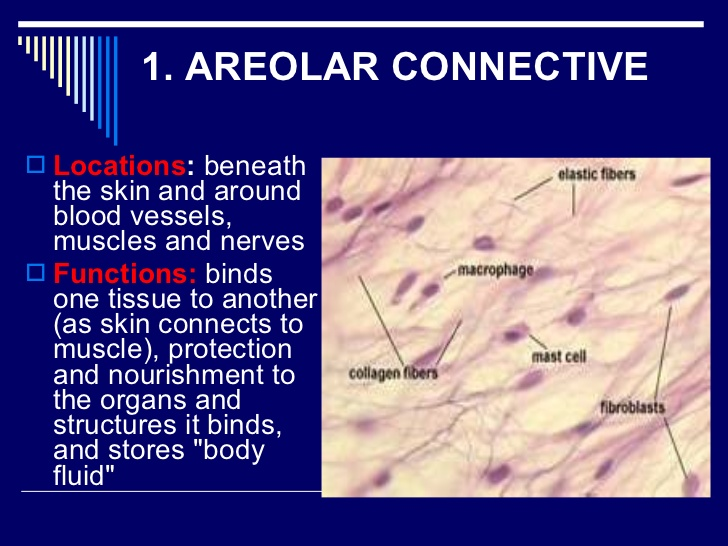 1. AREOLAR CONNECTIVE
Locations: beneath
the skin and around
blood vessels,
muscles and nerves
Functions: binds
one tissue to another
(as skin connects to
muscle), protection
and nourishment to
the organs and
structures it binds,
and stores "body
fluid"
elastic fibers
macrophage
mast cell
collagen fibers
fibroblasts